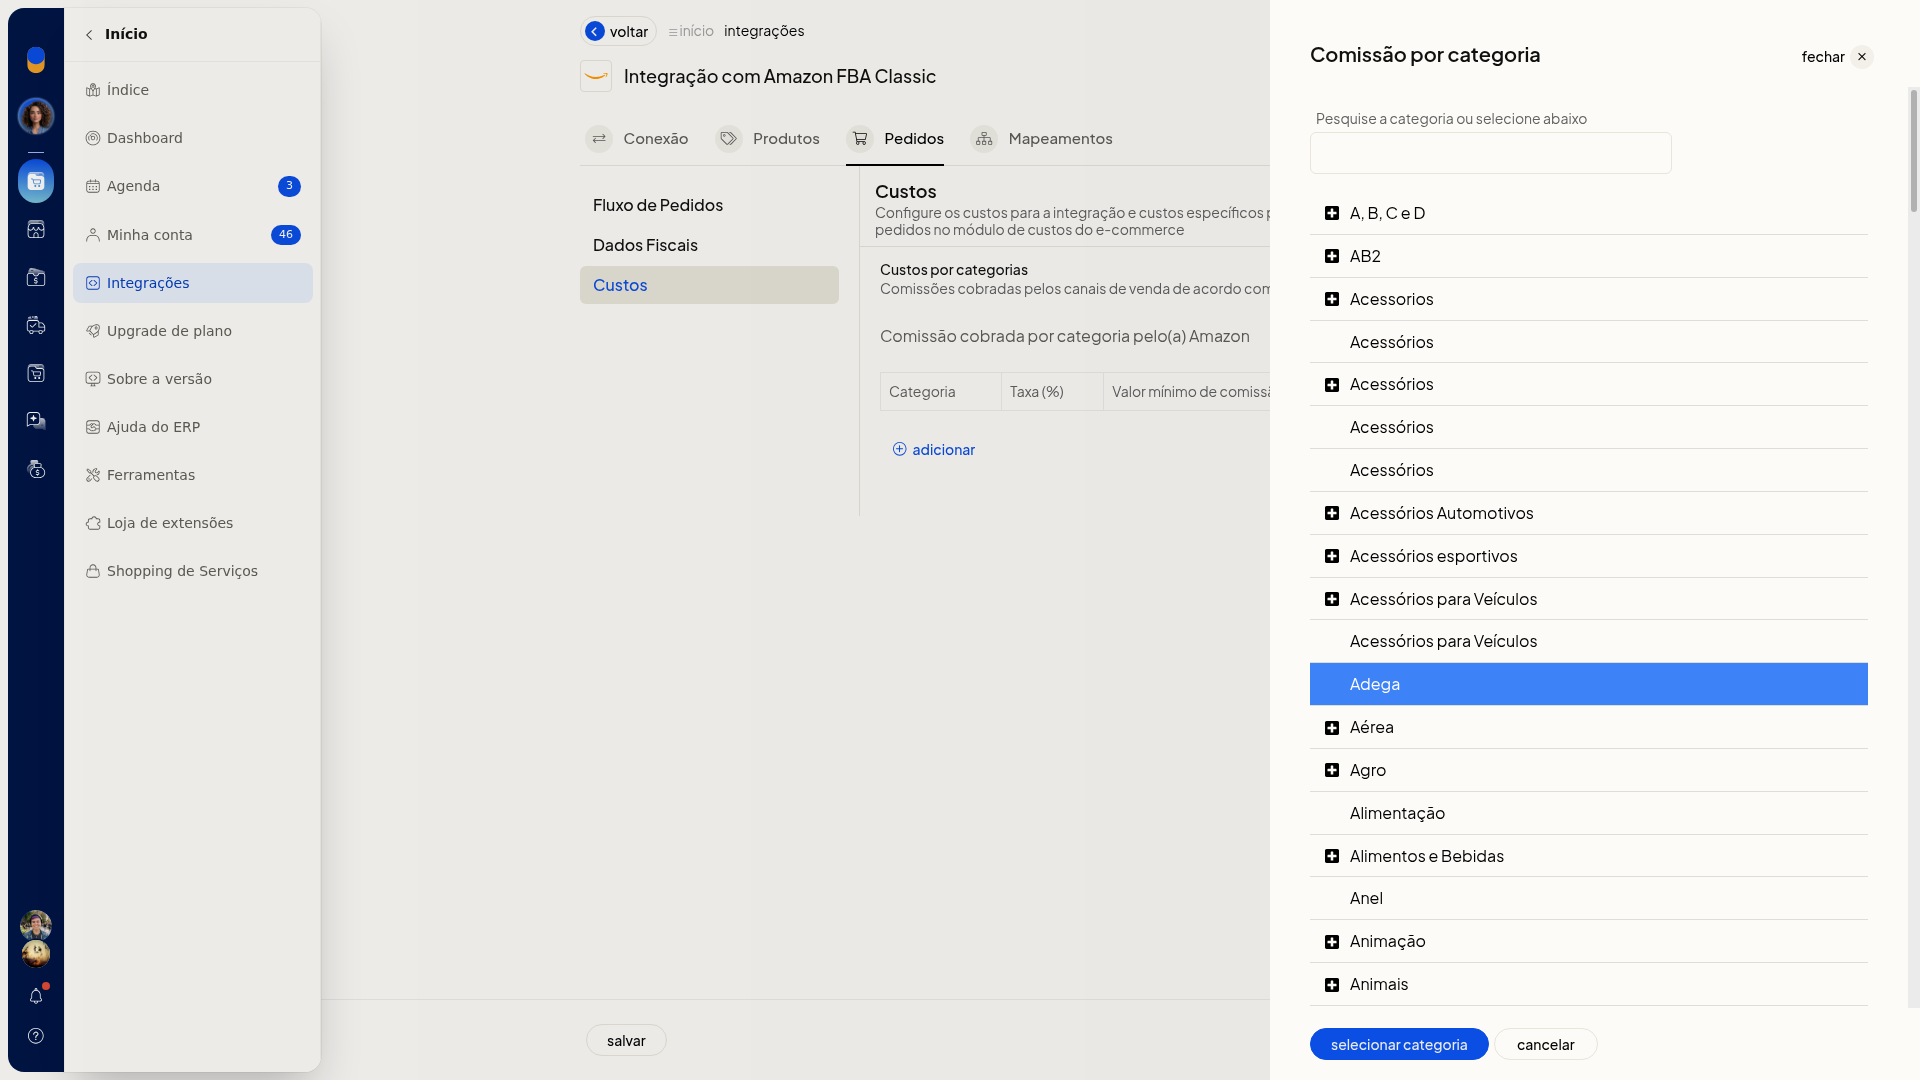 Início
Índice
Dashboard
Agenda
3
Minha conta
46
Integrações
Upgrade de plano
Sobre a versão
Ajuda do ERP
Ferramentas
Loja de extensões
Shopping de Serviços
voltar
início integrações
Integração com Amazon FBA Classic
Conexão
Produtos
Pedidos
Mapeamentos
Fluxo de Pedidos
Dados Fiscais
Custos
Custos
Configure os custos para a integração e custos específicos p
pedidos no módulo de custos do e-commerce
Custos por categorias
Comissões cobradas pelos canais de venda de acordo com
Comissão cobrada por categoria pelo(a) Amazon
Categoria
Taxa (%)
Valor mínimo de comissã
adicionar
salvar
Comissão por categoria
fechar
Pesquise a categoria ou selecione abaixo
A, B, C e D
AB2
Acessorios
Acessórios
Acessórios
Acessórios
Acessórios
Acessórios Automotivos
Acessórios esportivos
Acessórios para Veículos
Acessórios para Veículos
Adega
Aérea
Agro
Alimentação
Alimentos e Bebidas
Anel
Animação
Animais
selecionar categoria
cancelar